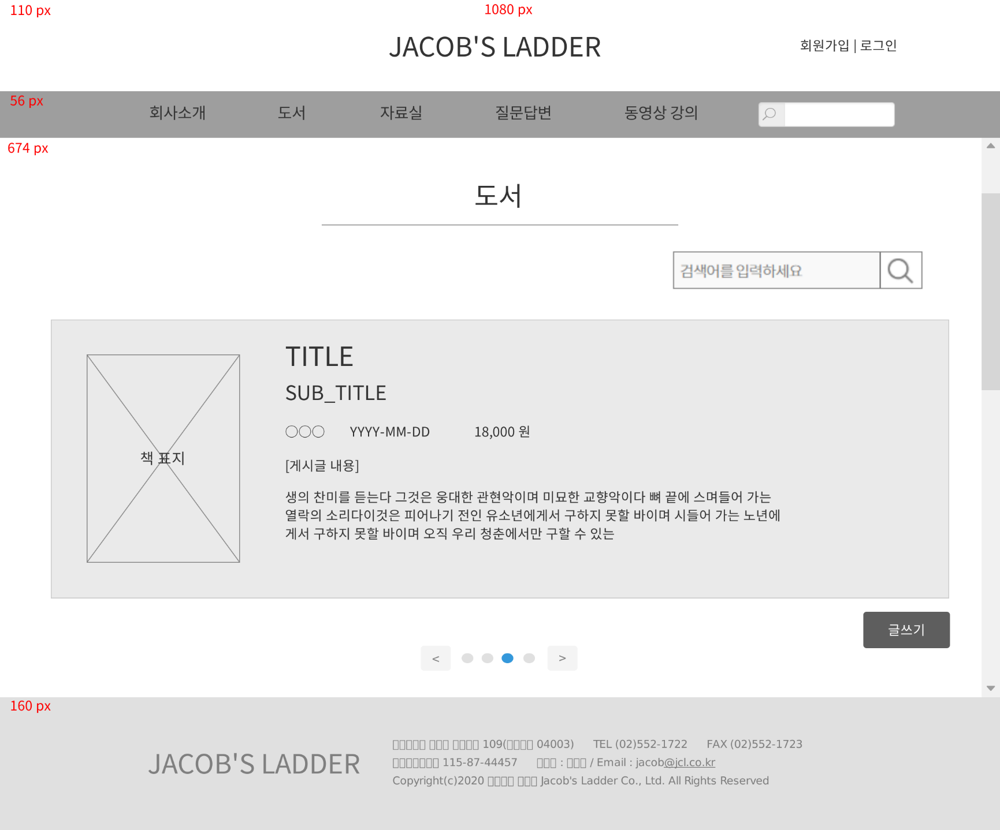 110 px
1080 px
JACOB'S LADDER
회원가입 | 로그인
56 px
회사소개 도서 자료실 질문답변 동영상 강의
674 px
도서
검색어를 입력하세요
책 표지
TITLE
SUB_TITLE
〇〇〇 YYYY-MM-DD 18,000 원
[게시글 내용]
생의 찬미를 듣는다 그것은 웅대한 관현악이며 미묘한 교향악이다 뼈 끝에 스며들어 가는
열락의 소리다이것은 피어나기 전인 유소년에게서 구하지 못할 바이며 시들어 가는 노년에
게서 구하지 못할 바이며 오직 우리 청춘에서만 구할 수 있는
글쓰기
< >
160 px
JACOB'S LADDER
109( 04003) TEL (02)552-1722 FAX (02)552-1723
115-87-44457 : / Email : jacob@jcl.co.kr
Copyright(c)2020 Jacob's Ladder Co., Ltd. All Rights Reserved